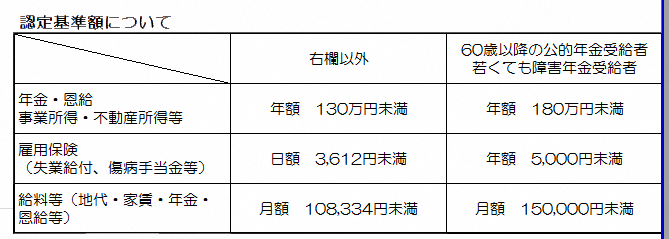 認定基準額について
右欄以外
60歳以降の公的年金受給者
若くても障害年金受給者
年金・恩給
事業所得・不動産所得等
年額 130万円未満
年額 180万円未満
雇用保険
（失業給付、傷病手当金等）
日額 3,612円未満
年額 5,000円未満
給料等（地代・家賃・年金・
恩給等）
月額 108,334円未満
月額 150,000円未満